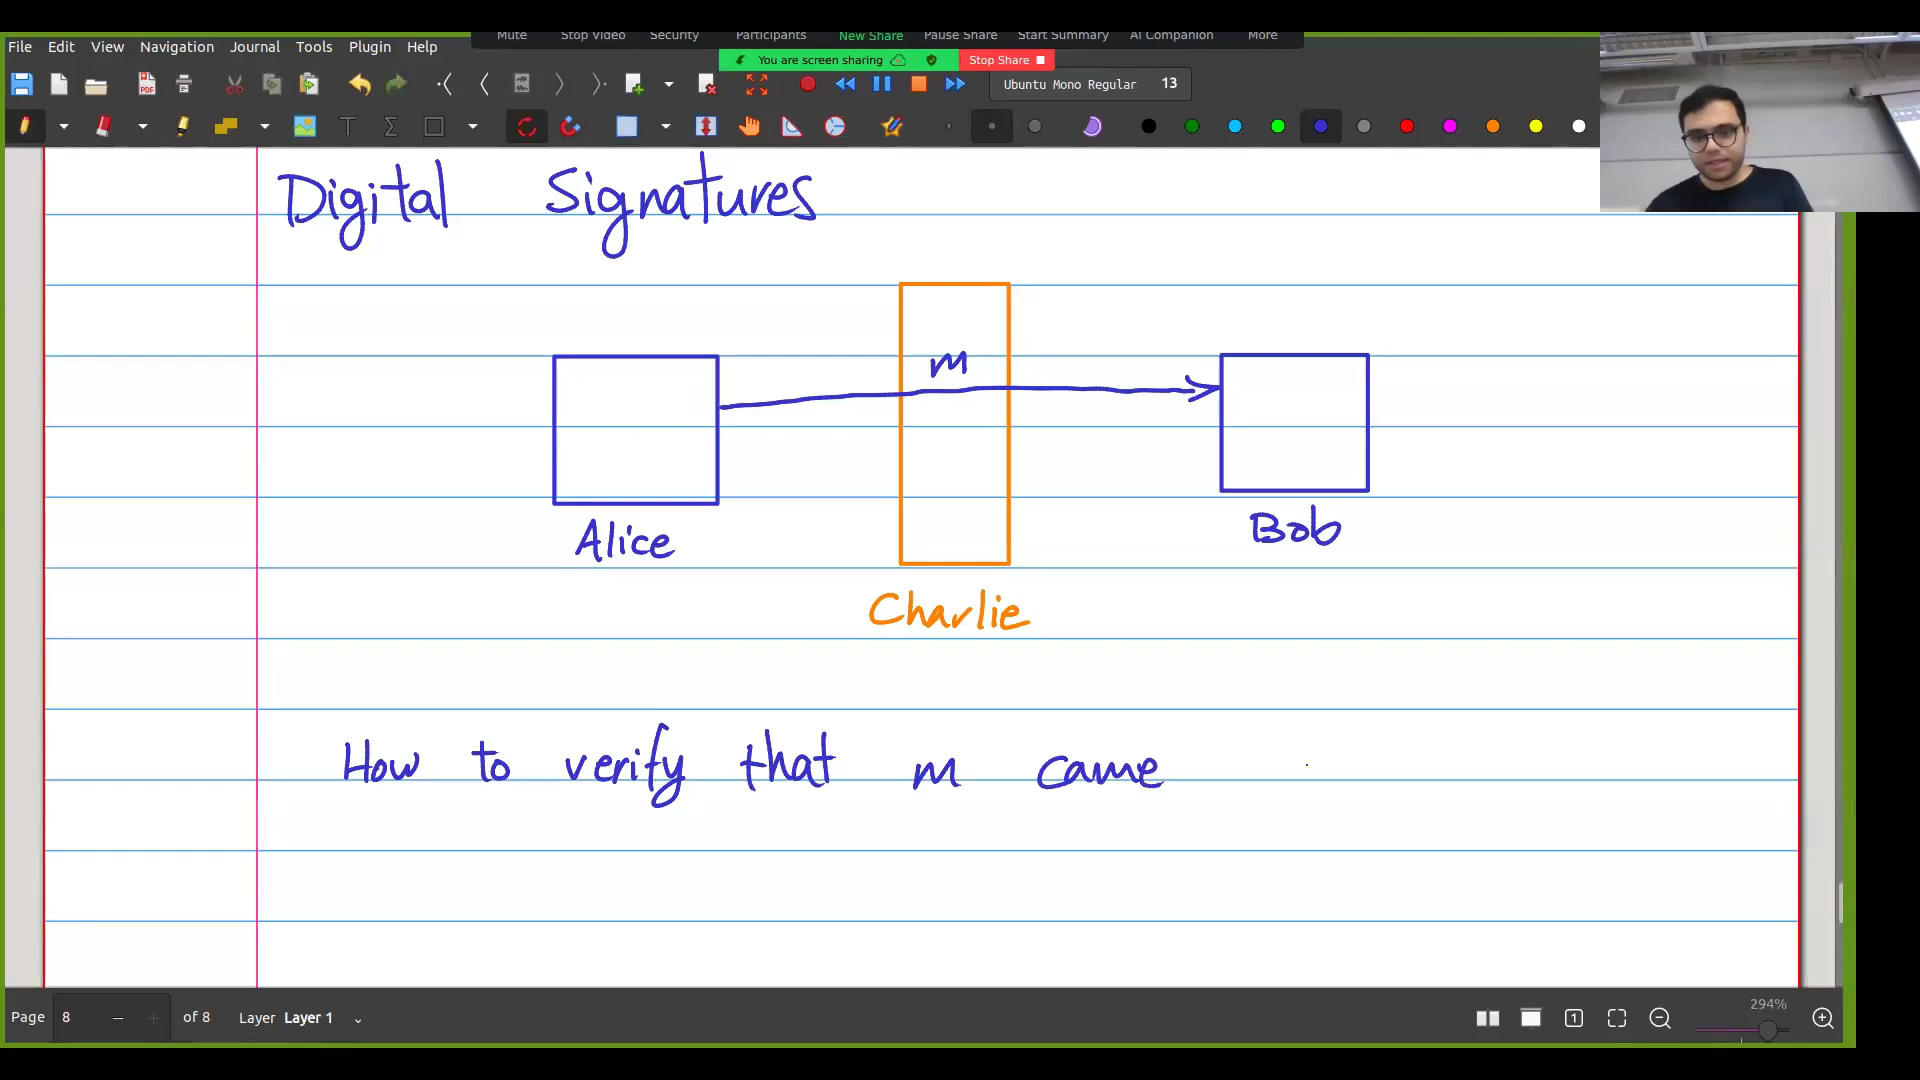 Mute Stop Video Security Participants New Share Pause Share Start Summary AI Companion More
File Edit View Navigation Journal Tools Plugin Help
You are screen sharing Stop Share
PDF Ubuntu Mono Regular 13
Digital Signatures
m
Alice Bob
Charlie
How to verify that m came
294%
Page 8 of 8 Layer Layer 1 1